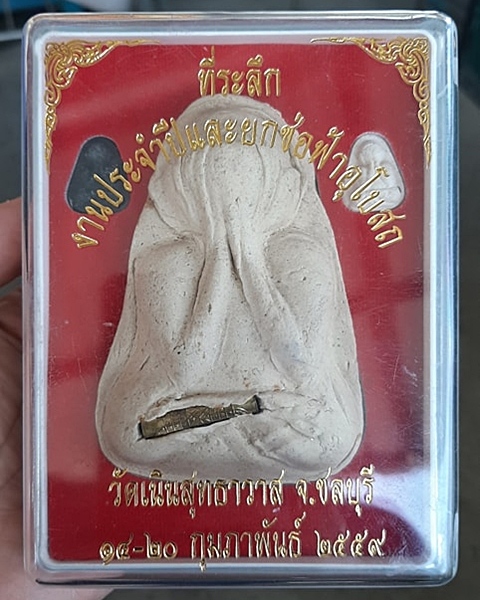 ที่ระลึก
งานประจำปีและยกช่อฟ้าอุโบสถ
วัดเนินสุทธาวาส จ.ชลบุรี
๑๔-๒๐ กุมภาพันธ์ ๒๕๕๙